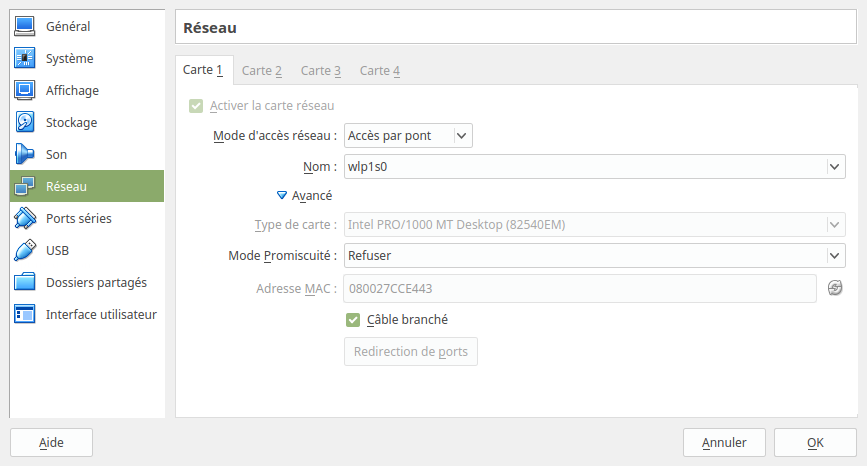 Général
Système
Affichage
Stockage
Son
Réseau
Ports séries
USB
Dossiers partagés
Interface utilisateur
Réseau
Carte 1 Carte 2 Carte 3 Carte 4
Activer la carte réseau
Mode d'accès réseau : Accès par pont
Nom : wlp1s0
Avancé
Type de carte : Intel PRO/1000 MT Desktop (82540EM)
Mode Promiscuité : Refuser
Adresse MAC : 080027CCE443
Câble branché
Redirection de ports
Aide Annuler OK